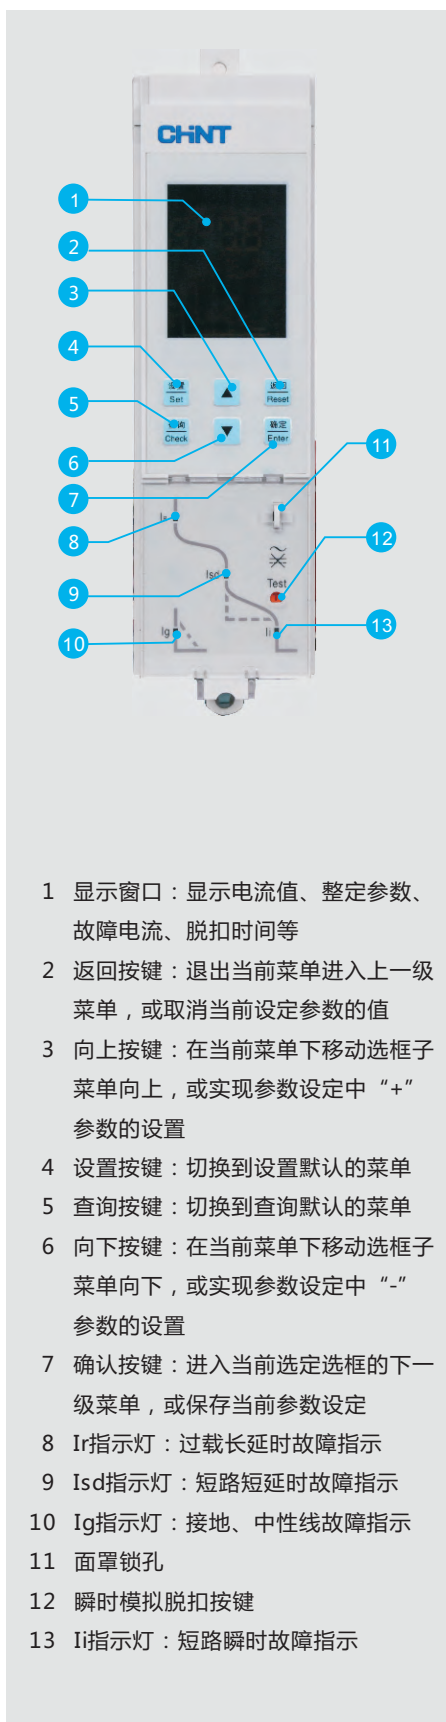 CHNT
1
2
3
4
5
6
7
8
9
10
11
12
13
Set
返回
Reset
Check
确定
Enter
Isd
Test
Ig
Ii
1 显示窗口：显示电流值、整定参数、
故障电流、脱扣时间等
2 返回按键：退出当前菜单进入上一级
菜单，或取消当前设定参数的值
3 向上按键：在当前菜单下移动选框子
菜单向上，或实现参数设定中“+”
参数的设置
4 设置按键：切换到设置默认的菜单
5 查询按键：切换到查询默认的菜单
6 向下按键：在当前菜单下移动选框子
菜单向下，或实现参数设定中“-”
参数的设置
7 确认按键：进入当前选定选框的下一
级菜单，或保存当前参数设定
8 Ir指示灯：过载长延时故障指示
9 Isd指示灯：短路短延时故障指示
10 Ig指示灯：接地、中性线故障指示
11 面罩锁孔
12 瞬时模拟脱扣按键
13 Ii指示灯：短路瞬时故障指示